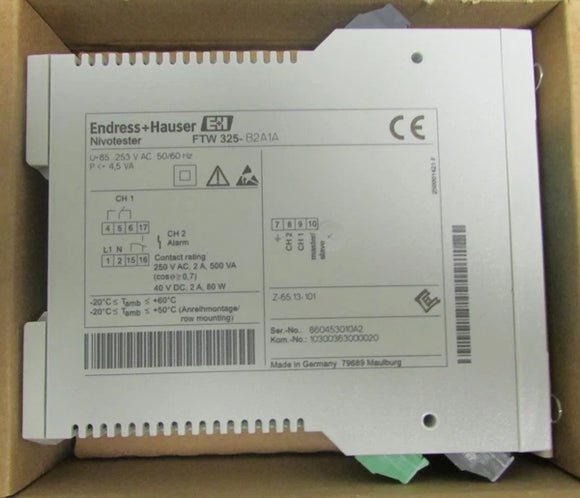 Endress+Hauser E+H
Nivotester FTW 325-B2A1A
U=85...253 V AC 50/60 Hz
P <= 4,5 VA
CE
CH 1
4 5 6 17
L1 N
CH 2
Alarm
1 2 15 16
Contact rating
250 V AC, 2 A, 500 VA
(cosφ≥0,7)
40 V DC, 2 A, 80 W
-20°C ≤ Tamb ≤ +60°C
-20°C ≤ Tamb ≤ +50°C (Anreihmontage/
row mounting)
7 8 9 10
CH 2
CH 1
master/
slave
Z-65.13-101
Ser.-No.: 860453010A2
Kom.-No.: 10300363000020
Made in Germany 79689 Maulburg